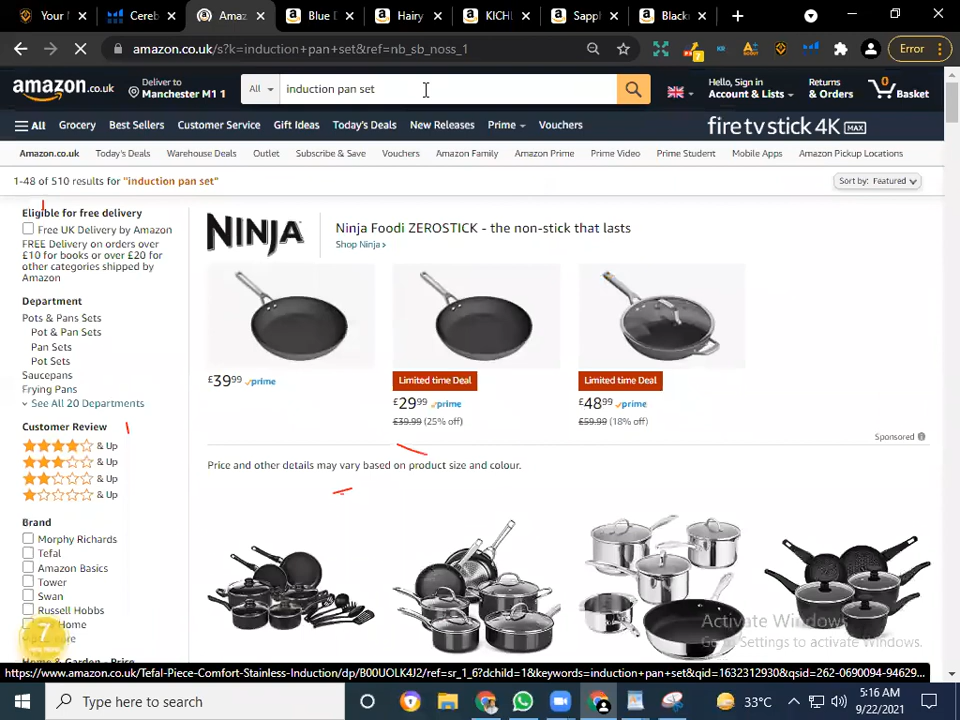 Your N
Cereb
Amaz
Blue D
Hairy
KICHL
Sappl
Black
amazon.co.uk/s?k=induction+pan+set&ref=nb_sb_noss_1
Error
amazon.co.uk
Deliver to
Manchester M1 1
All
induction pan set
Hello, Sign in
Account & Lists
Returns
& Orders
0
Basket
All
Grocery
Best Sellers
Customer Service
Gift Ideas
Today's Deals
New Releases
Prime
Vouchers
fire tv stick 4K MAX
Amazon.co.uk
Today's Deals
Warehouse Deals
Outlet
Subscribe & Save
Vouchers
Amazon Family
Amazon Prime
Prime Video
Prime Student
Mobile Apps
Amazon Pickup Locations
1-48 of 510 results for "induction pan set"
Sort by: Featured
Eligible for free delivery
Free UK Delivery by Amazon
FREE Delivery on orders over
£10 for books or over £20 for
other categories shipped by
Amazon
Department
Pots & Pans Sets
Pot & Pan Sets
Pan Sets
Pot Sets
Saucepans
Frying Pans
See All 20 Departments
Customer Review
& Up
& Up
& Up
& Up
Brand
Morphy Richards
Tefal
Amazon Basics
Tower
Swan
Russell Hobbs
Home
NINJA
Ninja Foodi ZEROSTICK - the non-stick that lasts
Shop Ninja ›
£39⁹⁹ prime
Limited time Deal
£29⁹⁹ prime
£39.99 (25% off)
Limited time Deal
£48⁹⁹ prime
£59.99 (18% off)
Sponsored
Price and other details may vary based on product size and colour.
Activate Windows
Go to Settings to activate Windows.
7
https://www.amazon.co.uk/Tefal-Piece-Comfort-Stainless-Induction/dp/B00UOLK4J2/ref=sr_1_6?dchild=1&keywords=induction+pan+set&qid=1632312930&qsid=262-0690094-94629...
Type here to search
33°C
5:16 AM
9/22/2021